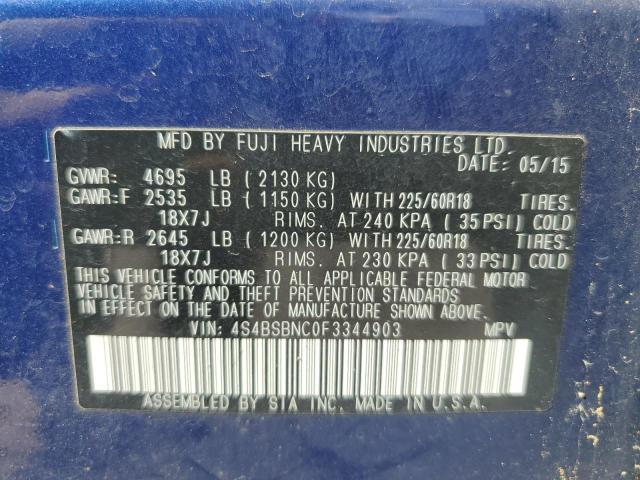 MFD BY FUJI HEAVY INDUSTRIES LTD.
DATE: 05/15
GVWR: 4695 LB (2130 KG)
GAWR:F 2535 LB (1150 KG) WITH 225/60R18 TIRES.
18X7J RIMS. AT 240 KPA (35 PSI) COLD
GAWR:R 2645 LB (1200 KG) WITH 225/60R18 TIRES.
18X7J RIMS. AT 230 KPA (33 PSI) COLD
THIS VEHICLE CONFORMS TO ALL APPLICABLE FEDERAL MOTOR
VEHICLE SAFETY AND THEFT PREVENTION STANDARDS
IN EFFECT ON THE DATE OF MANUFACTURE SHOWN ABOVE.
VIN: 4S4BSBNC0F3344903 MPV
ASSEMBLED BY SIA INC. MADE IN U.S.A.